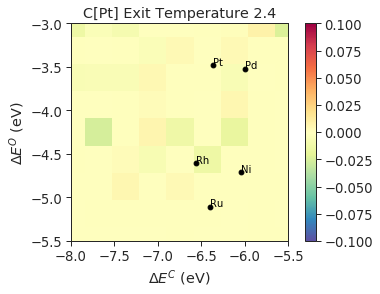 C[Pt] Exit Temperature 2.4
−3.0
−3.5
−4.0
−4.5
−5.0
−5.5
ΔE^O (eV)
Pt
Pd
Rh
Ni
Ru
−8.0 −7.5 −7.0 −6.5 −6.0 −5.5
ΔE^C (eV)
0.100
0.075
0.050
0.025
0.000
−0.025
−0.050
−0.075
−0.100